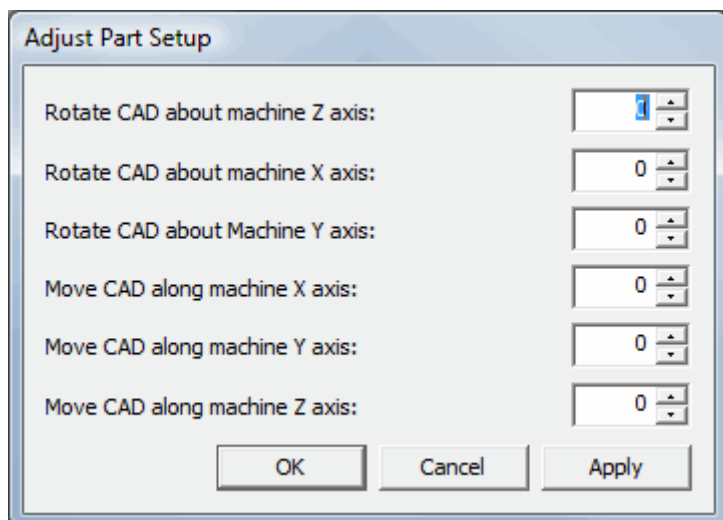 Adjust Part Setup
Rotate CAD about machine Z axis: 0
Rotate CAD about machine X axis: 0
Rotate CAD about Machine Y axis: 0
Move CAD along machine X axis: 0
Move CAD along machine Y axis: 0
Move CAD along machine Z axis: 0
OK Cancel Apply